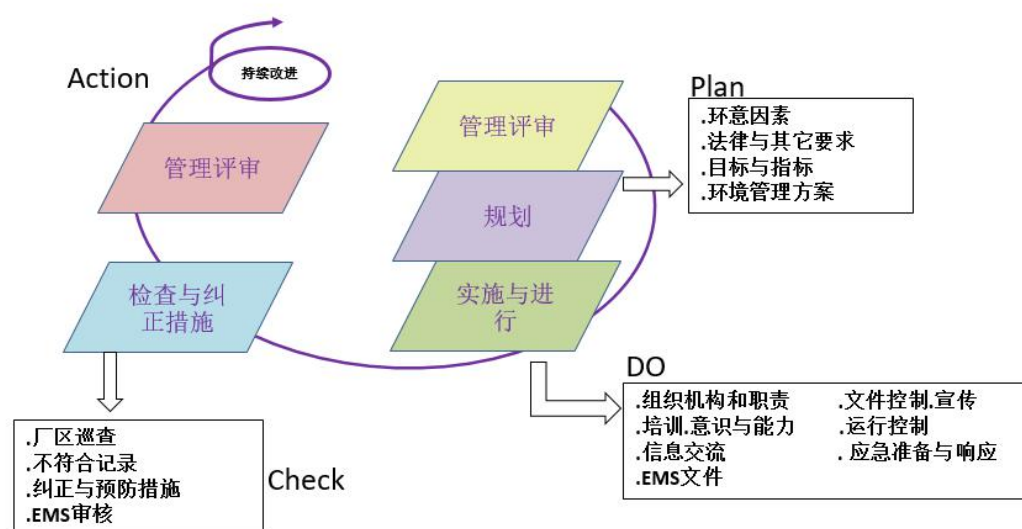 Action
持续改进
管理评审
检查与纠
正措施
.厂区巡查
.不符合记录
.纠正与预防措施
.EMS审核
Check
管理评审
规划
实施与进
行
Plan
.环意因素
.法律与其它要求
.目标与指标
.环境管理方案
DO
.组织机构和职责 .文件控制.宣传
.培训.意识与能力 .运行控制
.信息交流 .应急准备与响应
.EMS文件